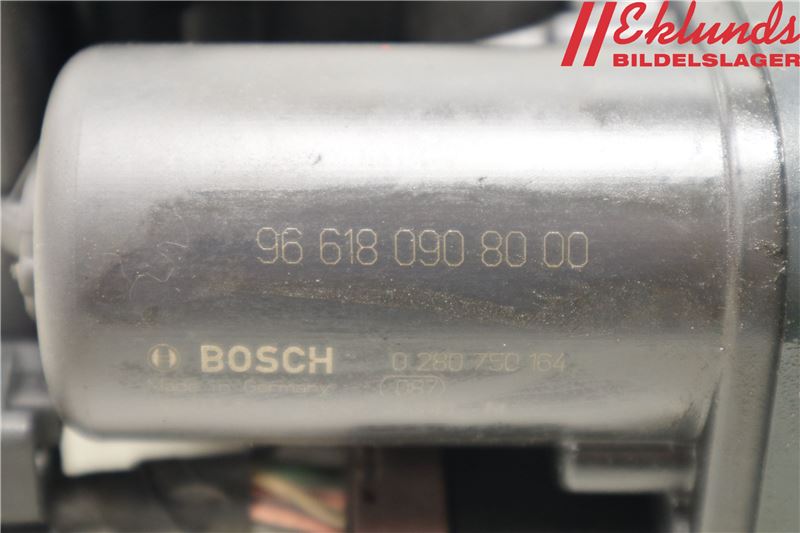 Eklunds
BILDELSLAGER
96 618 090 80 00
BOSCH 0 280 750 164
Made in Germany 087